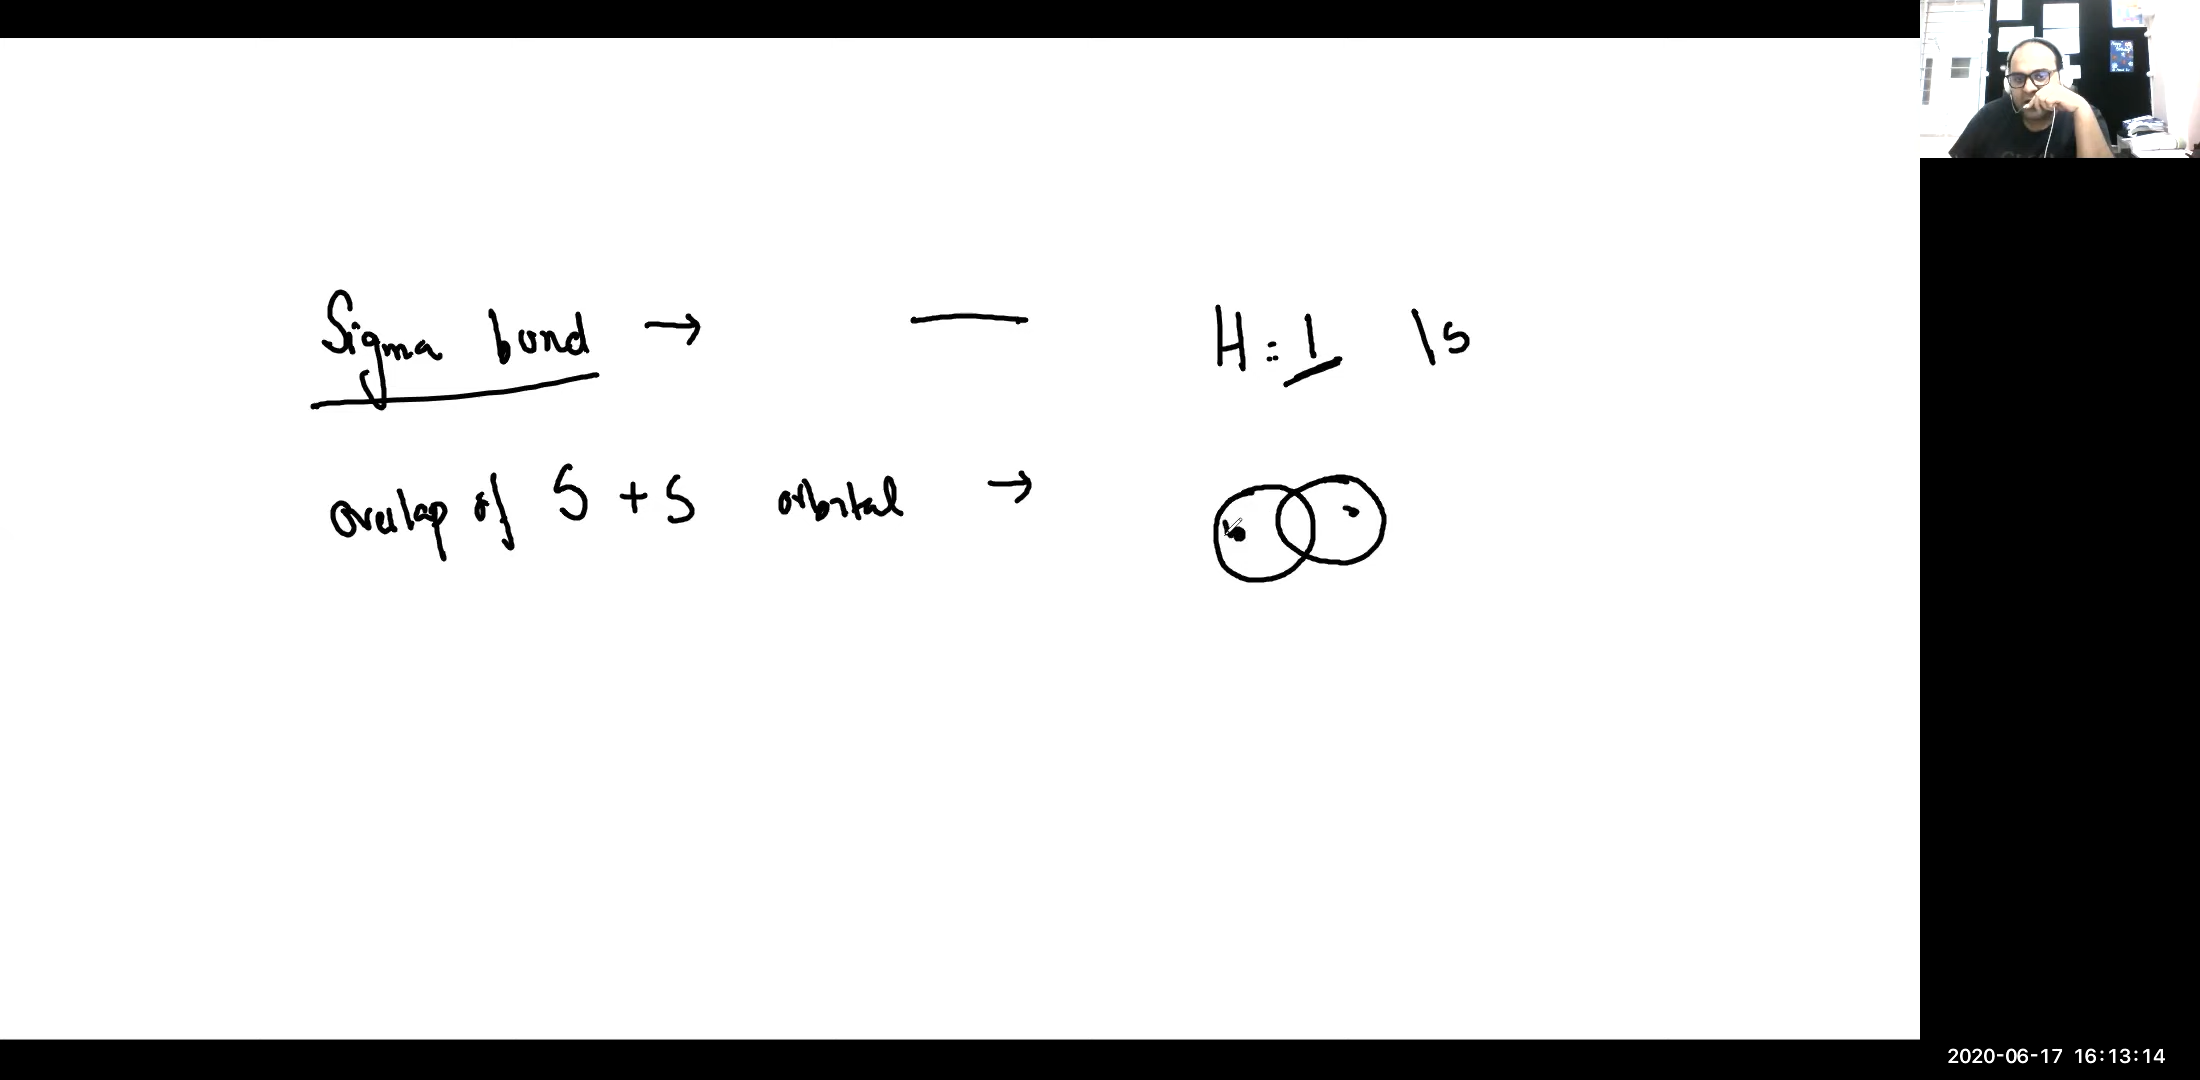 Sigma bond → — H = 1 1s
overlap of S + S orbital →
2020-06-17 16:13:14